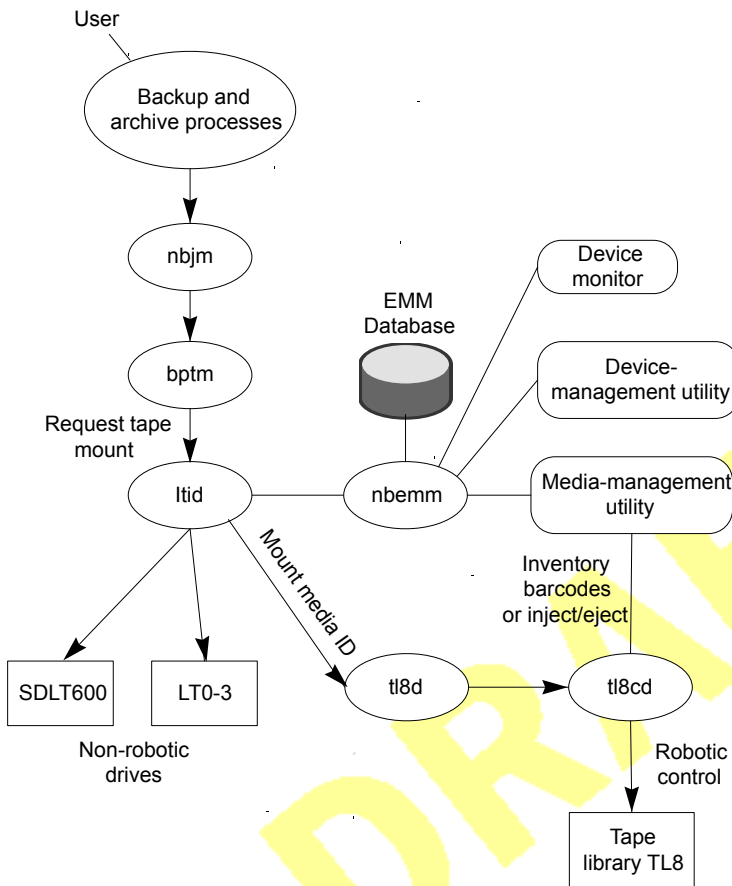 User
Backup and
archive processes
nbjm
Device
monitor
EMM
Database
bptm
Device-
management utility
Request tape
mount
ltid
nbemm
Media-management
utility
Mount media ID
Inventory
barcodes
or inject/eject
SDLT600
LT0-3
tl8d
tl8cd
Non-robotic
drives
Robotic
control
Tape
library TL8
DRAF